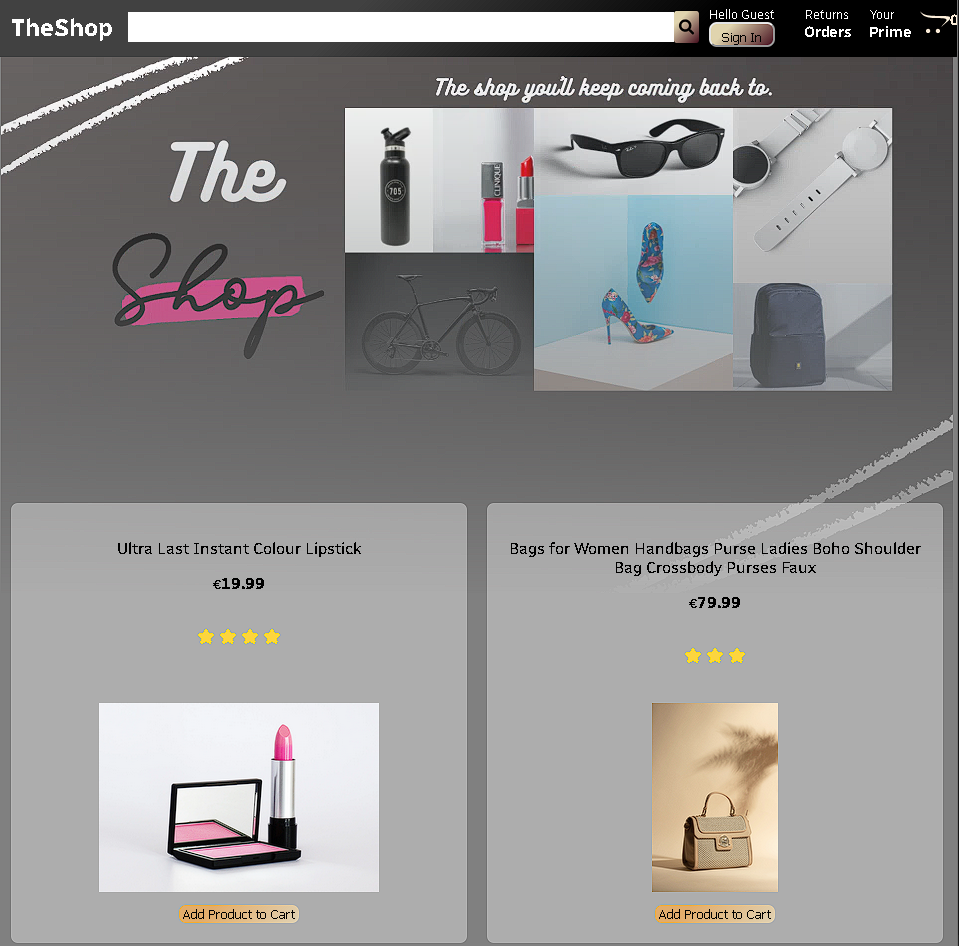 TheShop
Hello Guest
Sign In
Returns
Orders
Your
Prime
0
The shop you'll keep coming back to.
The
Shop
705
CLINIQUE
Ultra Last Instant Colour Lipstick
€19.99
Add Product to Cart
Bags for Women Handbags Purse Ladies Boho Shoulder
Bag Crossbody Purses Faux
€79.99
Add Product to Cart